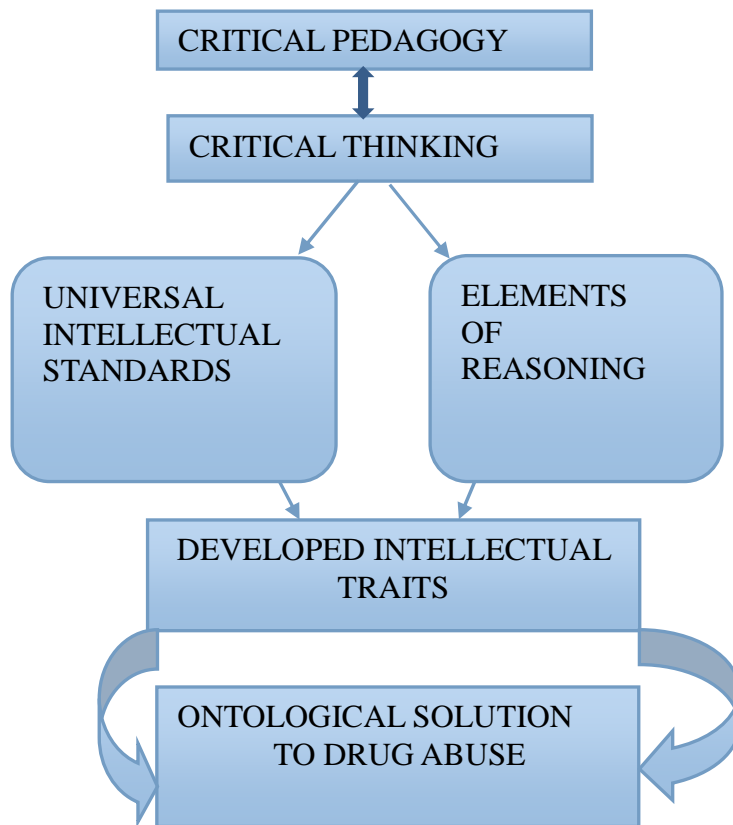 CRITICAL PEDAGOGY
CRITICAL THINKING
UNIVERSAL
INTELLECTUAL
STANDARDS
ELEMENTS
OF
REASONING
DEVELOPED INTELLECTUAL
TRAITS
ONTOLOGICAL SOLUTION
TO DRUG ABUSE